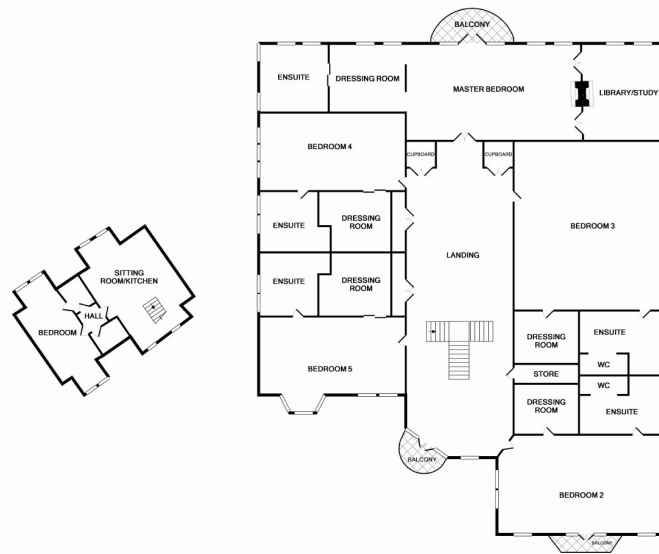 BALCONY
ENSUITE
DRESSING ROOM
MASTER BEDROOM
LIBRARY/STUDY
BEDROOM 4
CUPBOARD
CUPBOARD
ENSUITE
DRESSING
ROOM
BEDROOM 3
LANDING
SITTING
ROOM/KITCHEN
HALL
BEDROOM
ENSUITE
DRESSING
ROOM
BEDROOM 5
DRESSING
ROOM
ENSUITE
WC
STORE
WC
DRESSING
ROOM
ENSUITE
BALCONY
BEDROOM 2
BALCONY